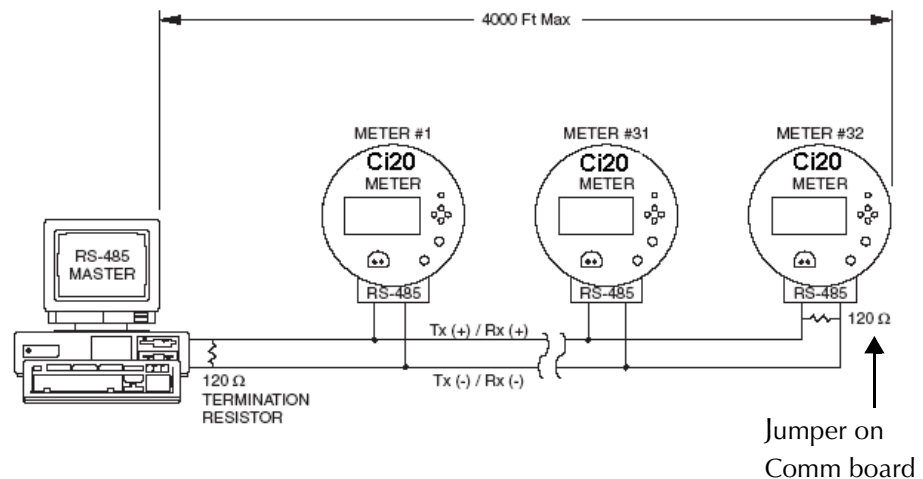 4000 Ft Max
METER #1
Ci20
METER
RS-485
METER #31
Ci20
METER
RS-485
METER #32
Ci20
METER
RS-485
RS-485
MASTER
120 Ω
TERMINATION
RESISTOR
Tx (+) / Rx (+)
Tx (-) / Rx (-)
120 Ω
Jumper on
Comm board